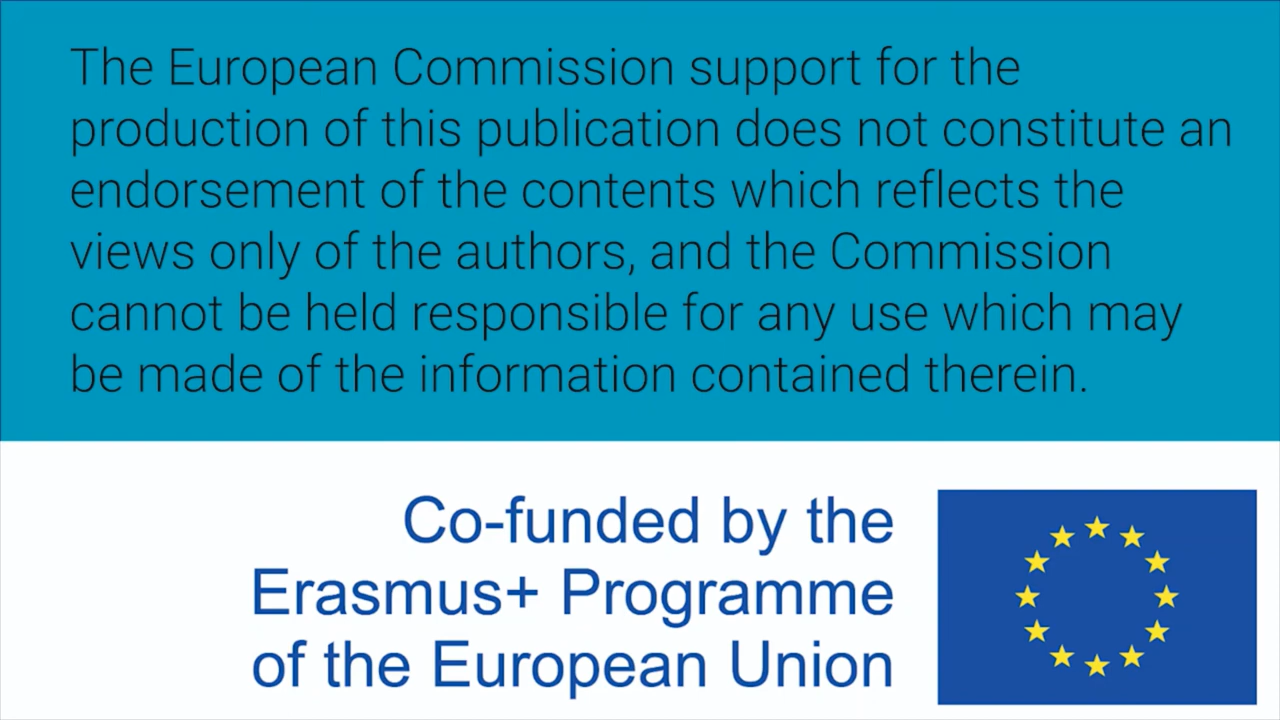 The European Commission support for the
production of this publication does not constitute an
endorsement of the contents which reflects the
views only of the authors, and the Commission
cannot be held responsible for any use which may
be made of the information contained therein.
Co-funded by the
Erasmus+ Programme
of the European Union